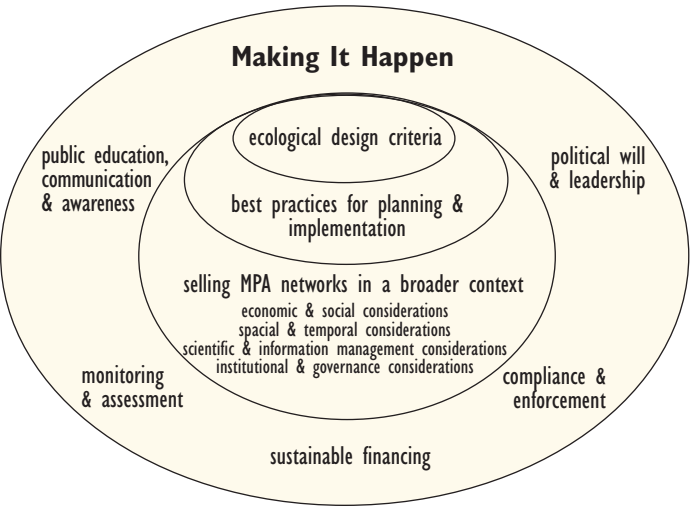 Making It Happen
ecological design criteria
public education,
communication
& awareness
political will
& leadership
best practices for planning &
implementation
selling MPA networks in a broader context
economic & social considerations
spacial & temporal considerations
scientific & information management considerations
institutional & governance considerations
monitoring
& assessment
compliance &
enforcement
sustainable financing